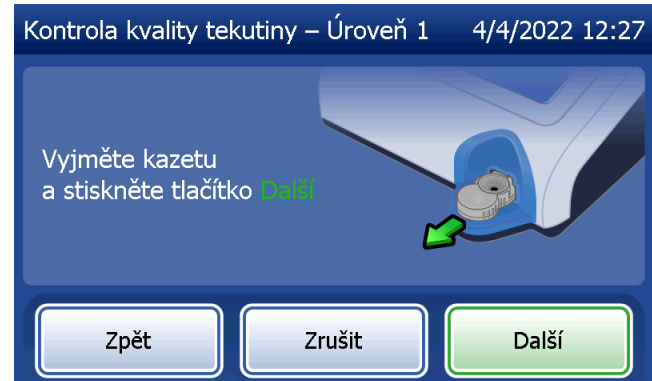 Kontrola kvality tekutiny – Úroveň 1 4/4/2022 12:27
Vyjměte kazetu
a stiskněte tlačítko Další
Zpět Zrušit Další